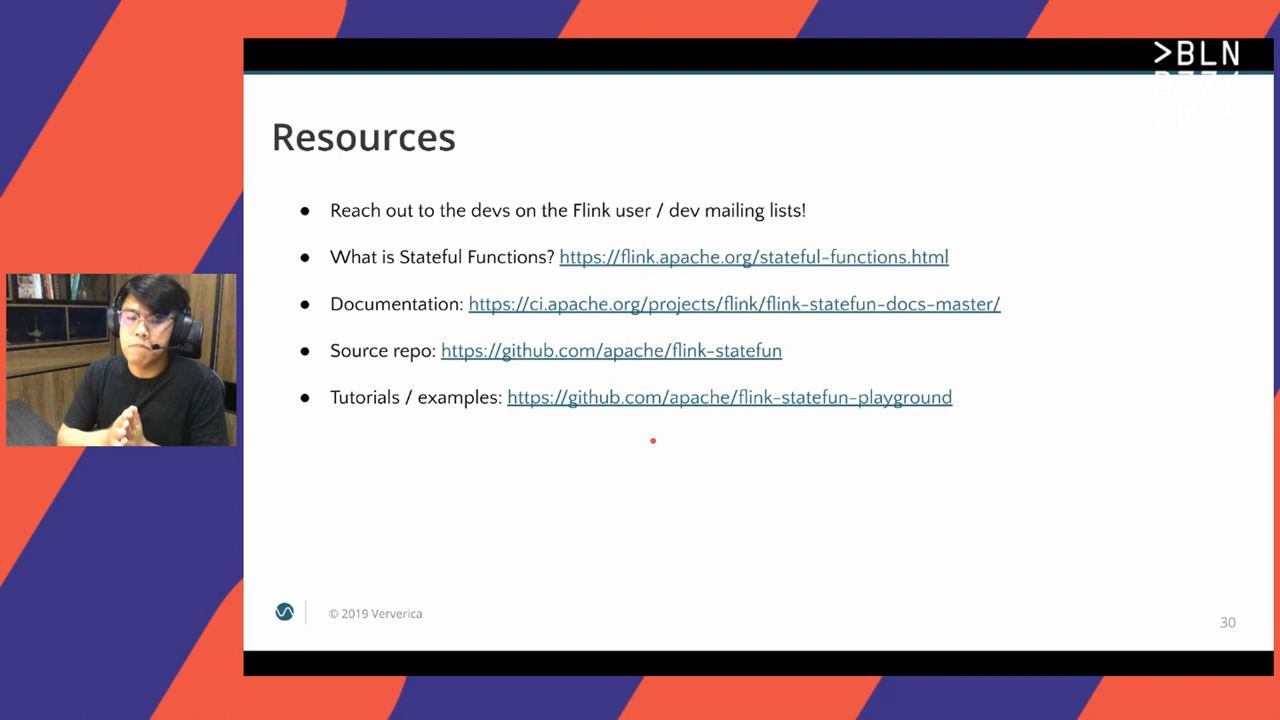 >BLN
Resources
● Reach out to the devs on the Flink user / dev mailing lists!
● What is Stateful Functions? https://flink.apache.org/stateful-functions.html
● Documentation: https://ci.apache.org/projects/flink/flink-statefun-docs-master/
● Source repo: https://github.com/apache/flink-statefun
● Tutorials / examples: https://github.com/apache/flink-statefun-playground
© 2019 Ververica
30